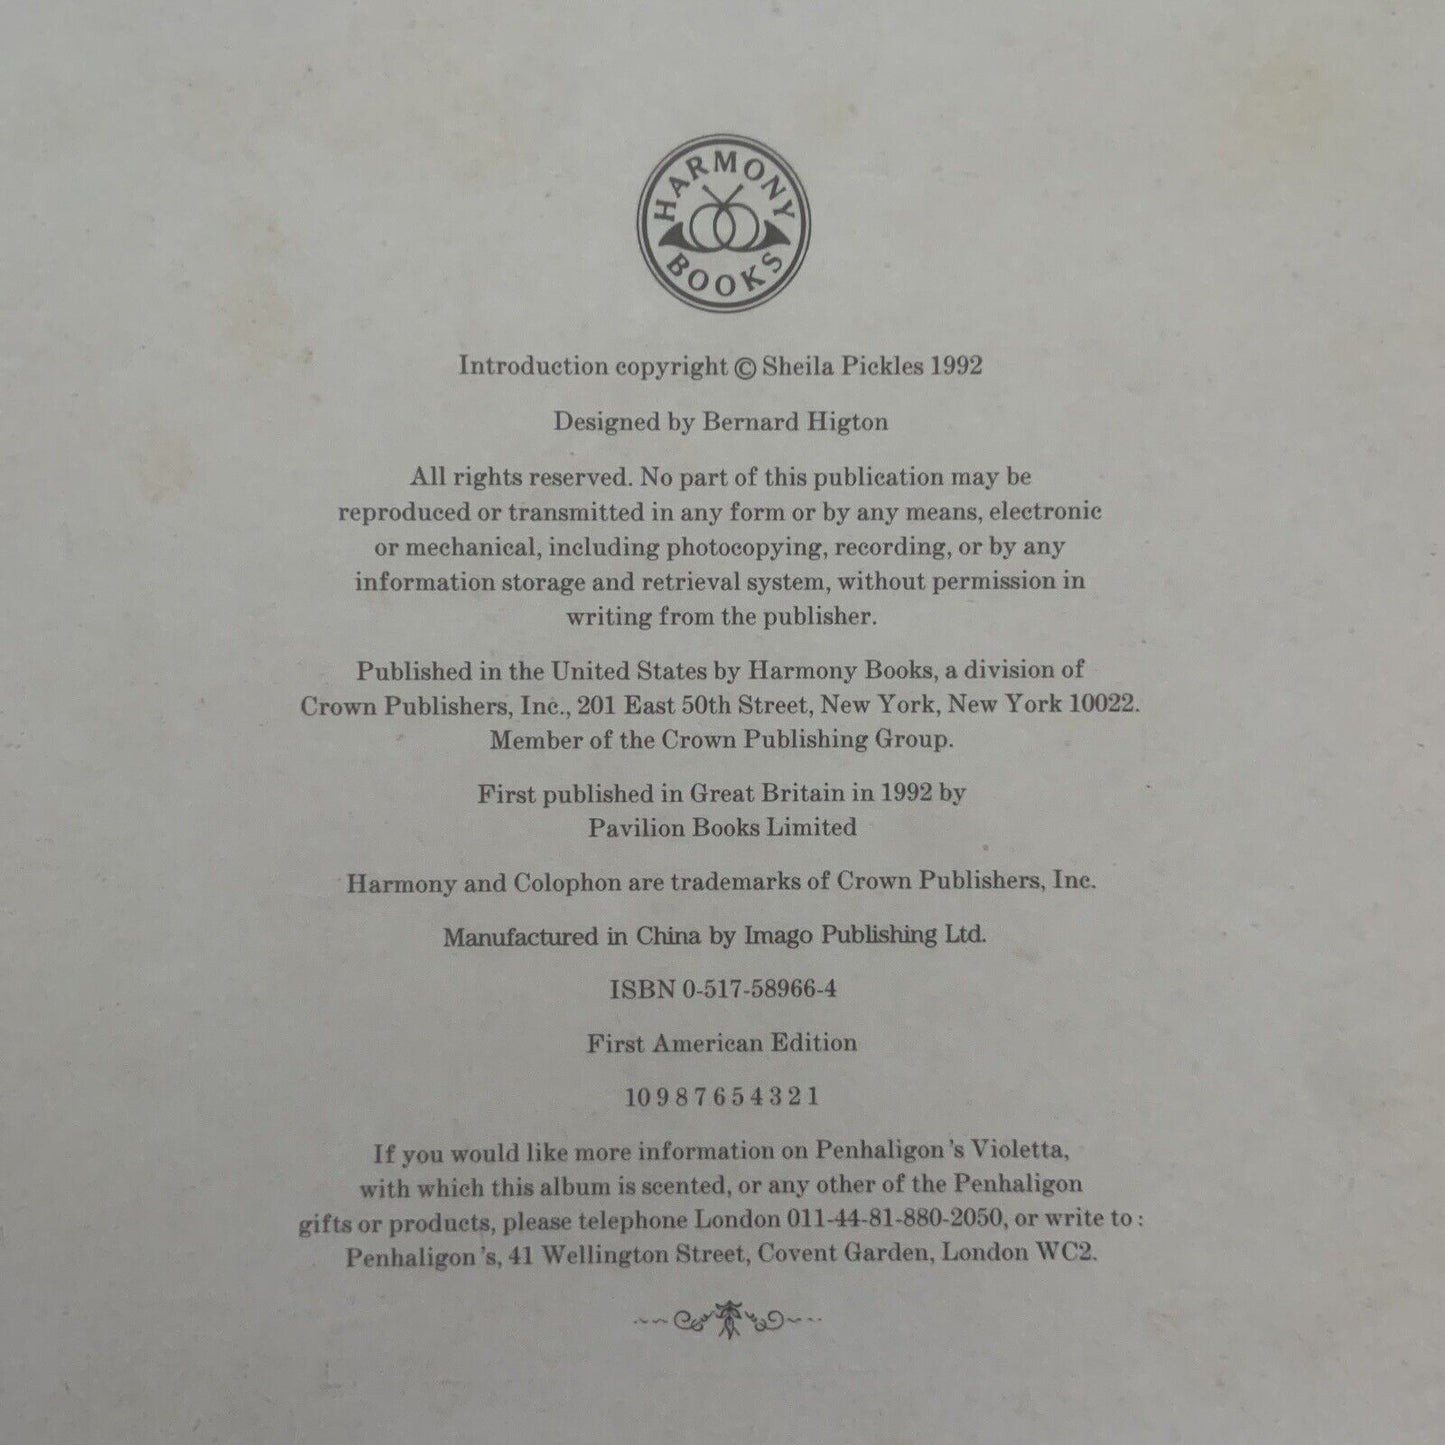 HARMONY
BOOKS
Introduction copyright © Sheila Pickles 1992
Designed by Bernard Higton
All rights reserved. No part of this publication may be
reproduced or transmitted in any form or by any means, electronic
or mechanical, including photocopying, recording, or by any
information storage and retrieval system, without permission in
writing from the publisher.
Published in the United States by Harmony Books, a division of
Crown Publishers, Inc., 201 East 50th Street, New York, New York 10022.
Member of the Crown Publishing Group.
First published in Great Britain in 1992 by
Pavilion Books Limited
Harmony and Colophon are trademarks of Crown Publishers, Inc.
Manufactured in China by Imago Publishing Ltd.
ISBN 0-517-58966-4
First American Edition
10 9 8 7 6 5 4 3 2 1
If you would like more information on Penhaligon's Violetta,
with which this album is scented, or any other of the Penhaligon
gifts or products, please telephone London 011-44-81-880-2050, or write to:
Penhaligon's, 41 Wellington Street, Covent Garden, London WC2.